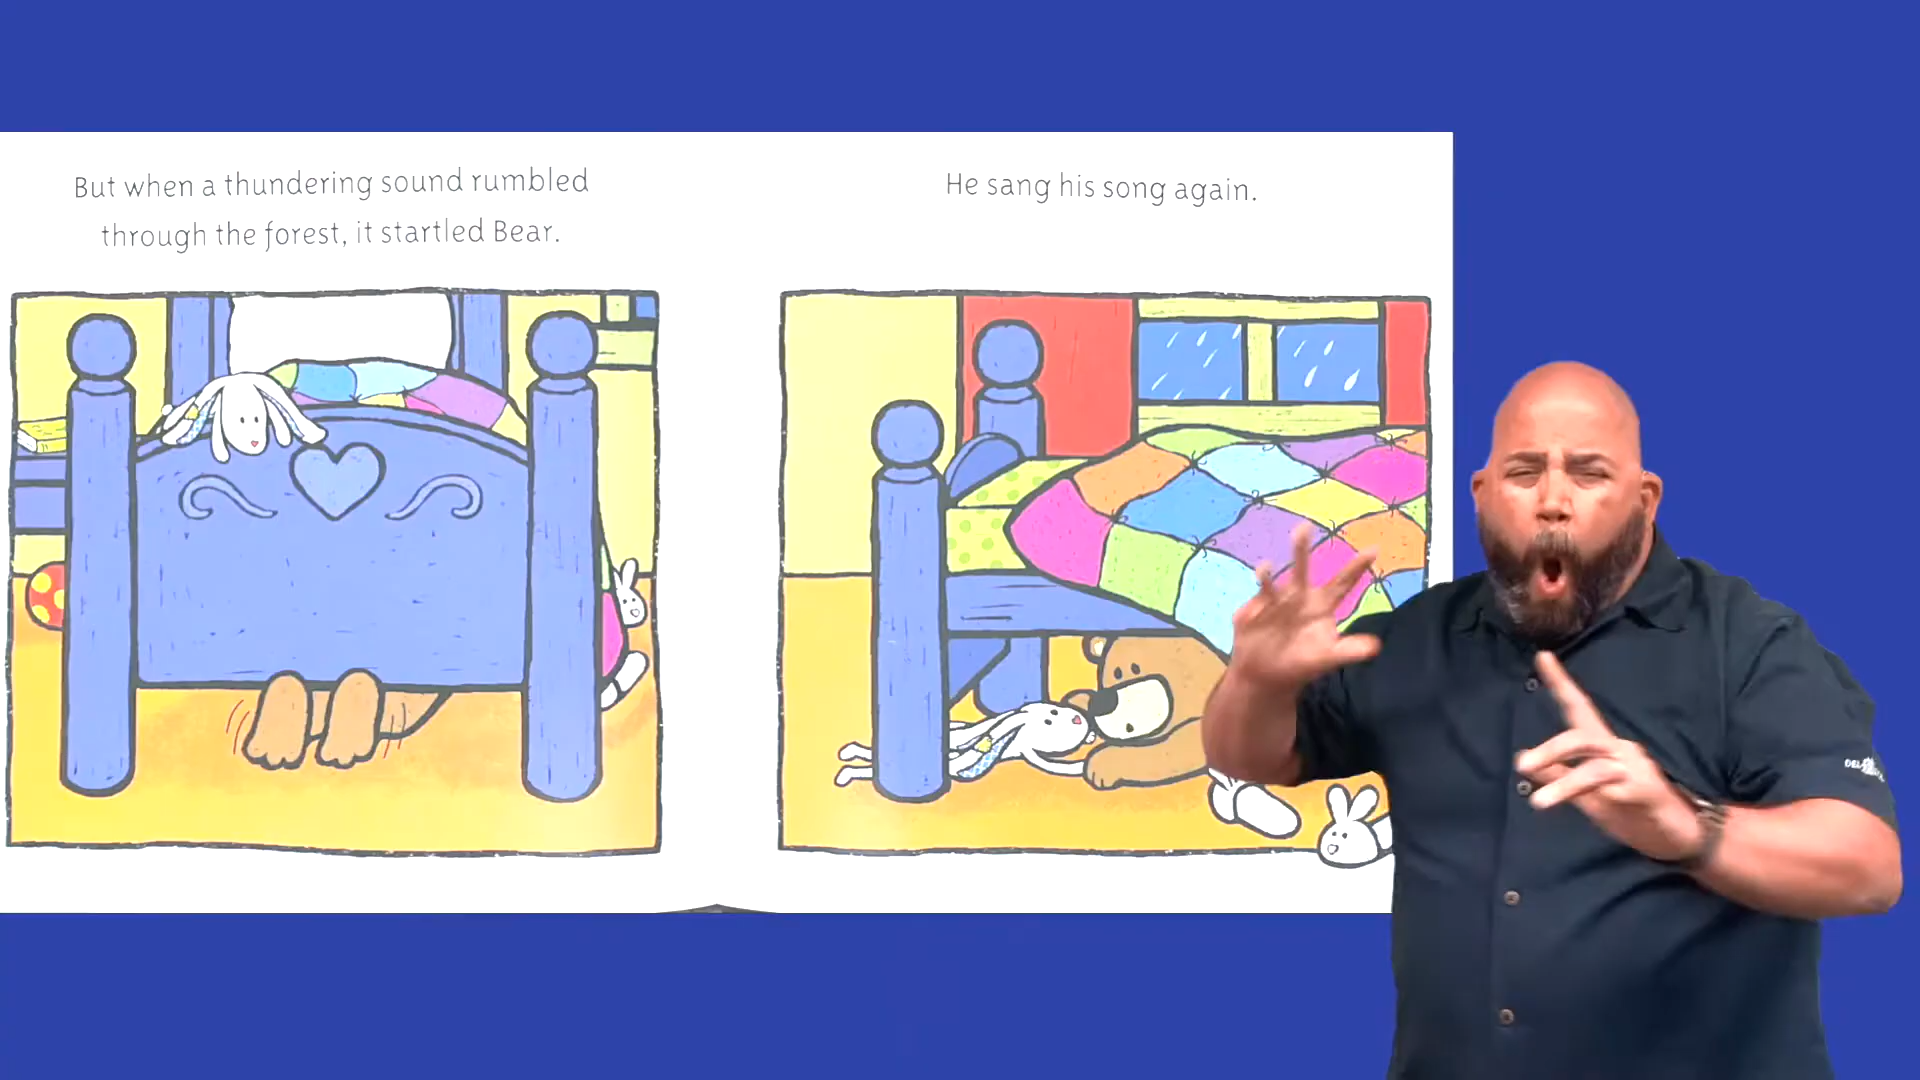 But when a thundering sound rumbled
through the forest, it startled Bear.
He sang his song again.